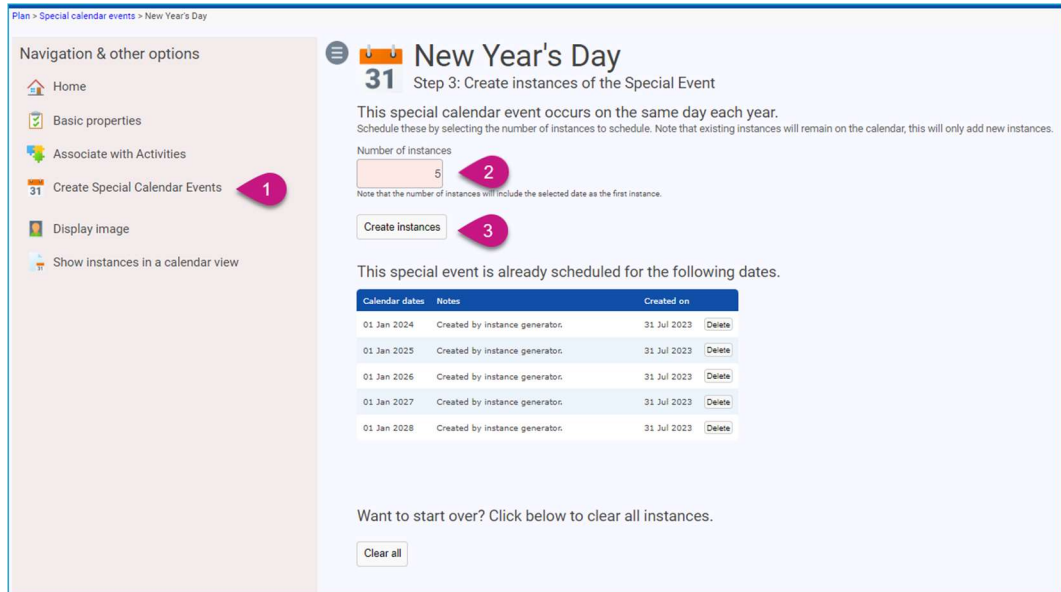 Plan > Special calendar events > New Year's Day
Navigation & other options
Home
Basic properties
Associate with Activities
31 Create Special Calendar Events 1
Display image
Show instances in a calendar view
31 New Year's Day
Step 3: Create instances of the Special Event
This special calendar event occurs on the same day each year.
Schedule these by selecting the number of instances to schedule. Note that existing instances will remain on the calendar, this will only add new instances.
Number of instances
5 2
Note that the number of instances will include the selected date as the first instance.
Create instances 3
This special event is already scheduled for the following dates.
Calendar dates Notes Created on
01 Jan 2024 Created by instance generator. 31 Jul 2023 Delete
01 Jan 2025 Created by instance generator. 31 Jul 2023 Delete
01 Jan 2026 Created by instance generator. 31 Jul 2023 Delete
01 Jan 2027 Created by instance generator. 31 Jul 2023 Delete
01 Jan 2028 Created by instance generator. 31 Jul 2023 Delete
Want to start over? Click below to clear all instances.
Clear all